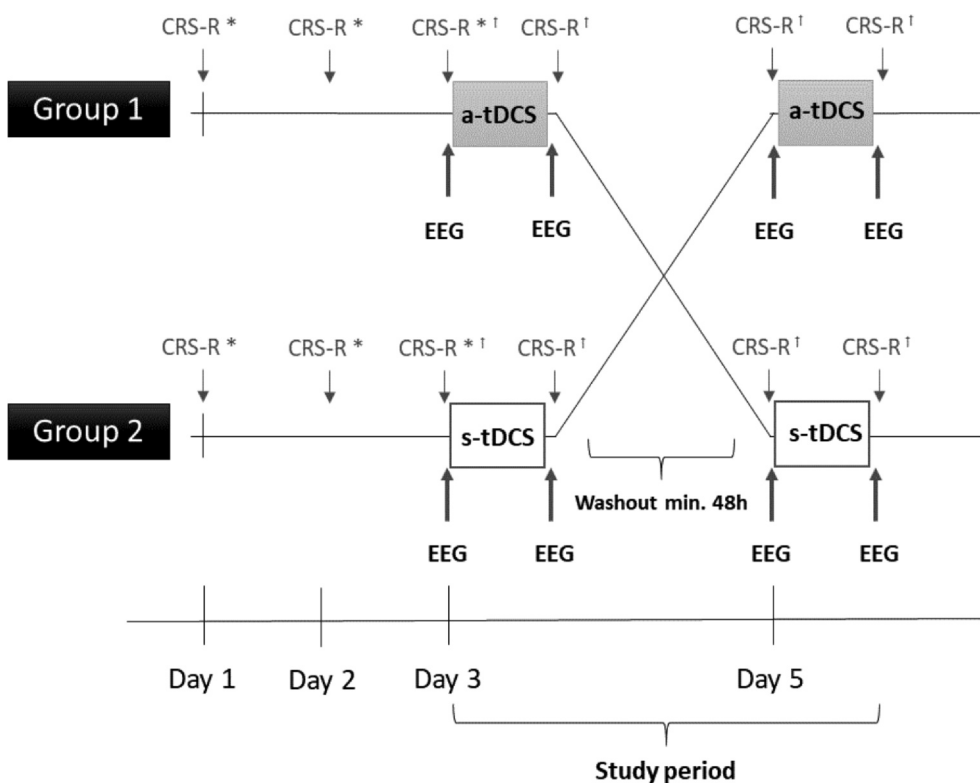 CRS-R * CRS-R * CRS-R * ↑ CRS-R ↑ CRS-R ↑ CRS-R ↑
Group 1 a-tDCS a-tDCS
EEG EEG EEG EEG
CRS-R * CRS-R * CRS-R * ↑ CRS-R ↑ CRS-R ↑ CRS-R ↑
Group 2 s-tDCS s-tDCS
Washout min. 48h
EEG EEG EEG EEG
Day 1 Day 2 Day 3 Day 5
Study period